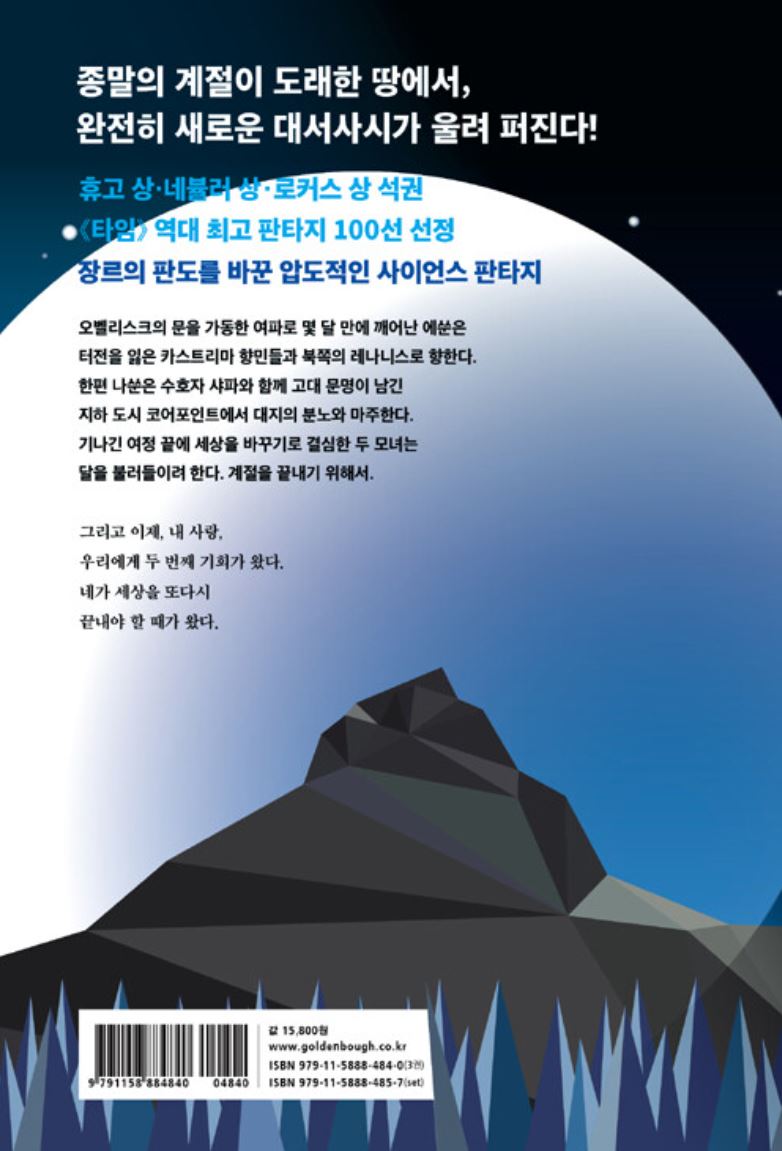 종말의 계절이 도래한 땅에서,
완전히 새로운 대서사시가 울려 퍼진다!
휴고 상·네뷸러 상·로커스 상 석권
《타임》 역대 최고 판타지 100선 선정
장르의 판도를 바꾼 압도적인 사이언스 판타지
오벨리스크의 문을 가동한 여파로 몇 달 만에 깨어난 에쑨은
터전을 잃은 카스트리마 향민들과 북쪽의 레나니스로 향한다.
한편 나쑨은 수호자 샤파와 함께 고대 문명이 남긴
지하 도시 코어포인트에서 대지의 분노와 마주한다.
기나긴 여정 끝에 세상을 바꾸기로 결심한 두 모녀는
달을 불러들이려 한다. 계절을 끝내기 위해서.
그리고 이제, 내 사랑,
우리에게 두 번째 기회가 왔다.
네가 세상을 또다시
끝내야 할 때가 왔다.
값 15,800원
www.goldenbough.co.kr
ISBN 979-11-5888-484-0(3권)
ISBN 979-11-5888-485-7(set)
9 791158 884840 04840